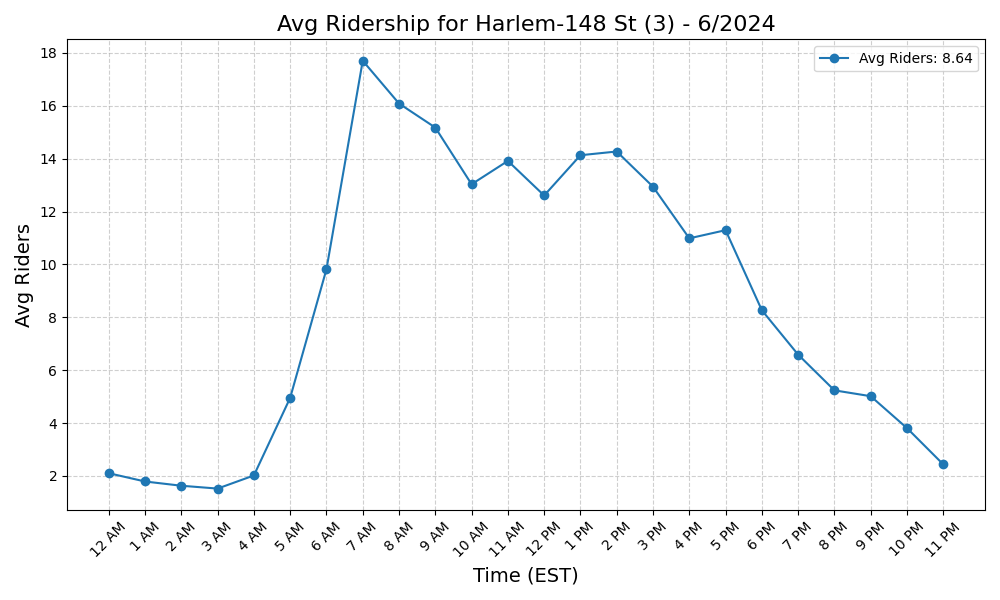 Avg Ridership for Harlem-148 St (3) - 6/2024
Avg Riders: 8.64
Avg Riders
18
16
14
12
10
8
6
4
2
12 AM
1 AM
2 AM
3 AM
4 AM
5 AM
6 AM
7 AM
8 AM
9 AM
10 AM
11 AM
12 PM
1 PM
2 PM
3 PM
4 PM
5 PM
6 PM
7 PM
8 PM
9 PM
10 PM
11 PM
Time (EST)